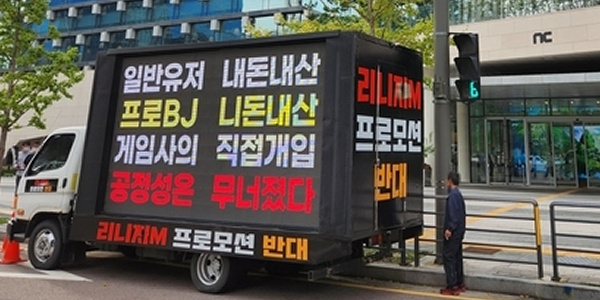 일반유저 내돈내산
프로BJ 니돈내산
게임사의 직접개입
공정성은 무너졌다
리니지M 프로모션 반대
리니지M
프로모션
반대
nc
6